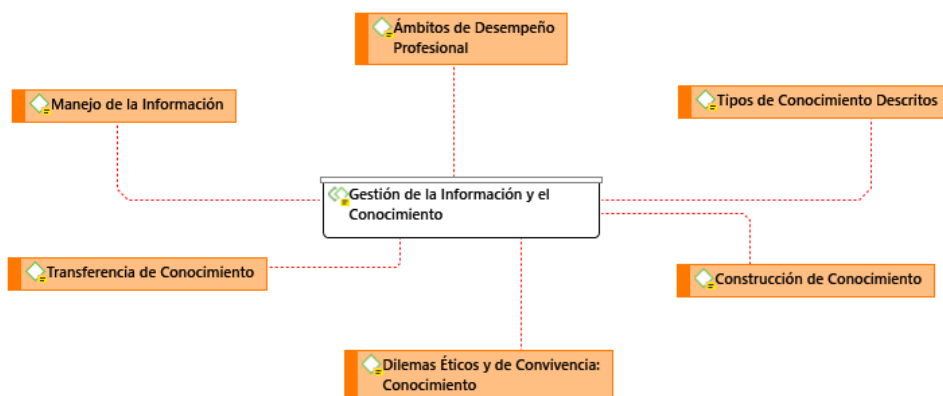 Ámbitos de Desempeño
Profesional
Manejo de la Información
Tipos de Conocimiento Descritos
Gestión de la Información y el
Conocimiento
Transferencia de Conocimiento
Construcción de Conocimiento
Dilemas Éticos y de Convivencia:
Conocimiento